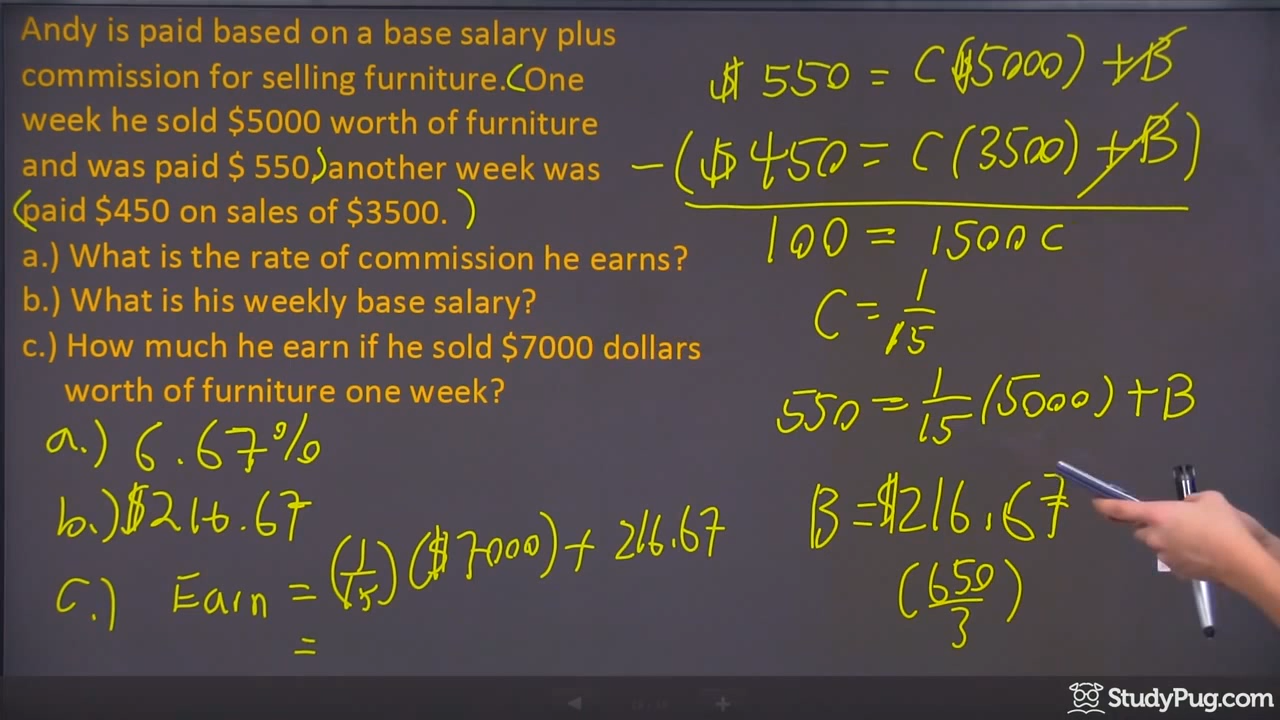 Andy is paid based on a base salary plus
commission for selling furniture. (One
week he sold $5000 worth of furniture
and was paid $ 550,) another week was
(paid $450 on sales of $3500. )
a.) What is the rate of commission he earns?
b.) What is his weekly base salary?
c.) How much he earn if he sold $7000 dollars
worth of furniture one week?
a.) 6.67%
b.) $216.67
c.) Earn = (1/15) ($7000) + 216.67
=
$ 550 = C($5000) + B
- ($ 450 = C(3500) + B)
100 = 1500 C
C = 1/15
550 = 1/15 (5000) + B
B = $216.67
(650/3)
StudyPug.com